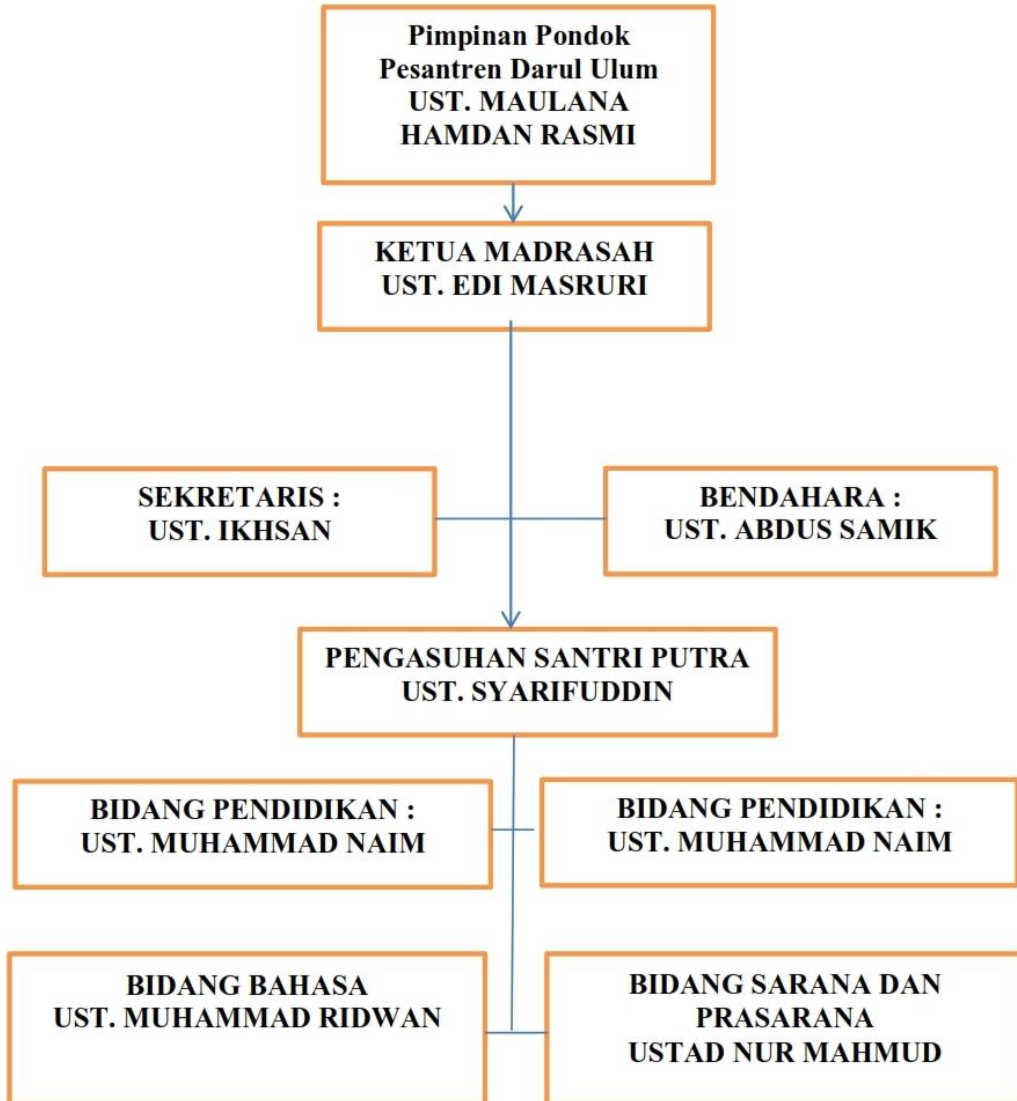 Pimpinan Pondok
Pesantren Darul Ulum
UST. MAULANA
HAMDAN RASMI
KETUA MADRASAH
UST. EDI MASRURI
SEKRETARIS :
UST. IKHSAN
BENDAHARA :
UST. ABDUS SAMIK
PENGASUHAN SANTRI PUTRA
UST. SYARIFUDDIN
BIDANG PENDIDIKAN :
UST. MUHAMMAD NAIM
BIDANG PENDIDIKAN :
UST. MUHAMMAD NAIM
BIDANG BAHASA
UST. MUHAMMAD RIDWAN
BIDANG SARANA DAN
PRASARANA
USTAD NUR MAHMUD